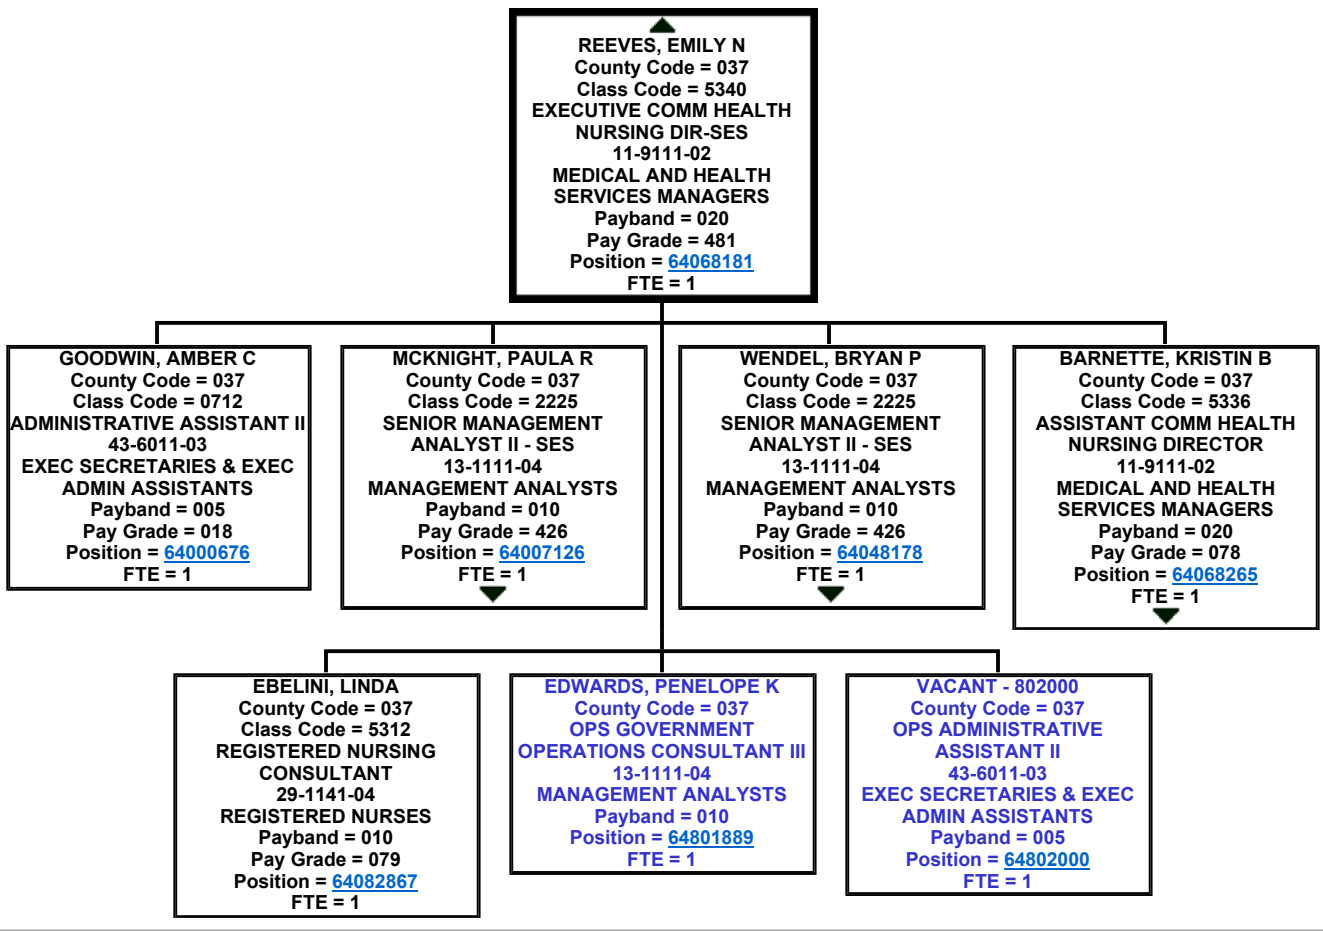 REEVES, EMILY N
County Code = 037
Class Code = 5340
EXECUTIVE COMM HEALTH
NURSING DIR-SES
11-9111-02
MEDICAL AND HEALTH
SERVICES MANAGERS
Payband = 020
Pay Grade = 481
Position = 64068181
FTE = 1
GOODWIN, AMBER C
County Code = 037
Class Code = 0712
ADMINISTRATIVE ASSISTANT II
43-6011-03
EXEC SECRETARIES & EXEC
ADMIN ASSISTANTS
Payband = 005
Pay Grade = 018
Position = 64000676
FTE = 1
MCKNIGHT, PAULA R
County Code = 037
Class Code = 2225
SENIOR MANAGEMENT
ANALYST II - SES
13-1111-04
MANAGEMENT ANALYSTS
Payband = 010
Pay Grade = 426
Position = 64007126
FTE = 1
WENDEL, BRYAN P
County Code = 037
Class Code = 2225
SENIOR MANAGEMENT
ANALYST II - SES
13-1111-04
MANAGEMENT ANALYSTS
Payband = 010
Pay Grade = 426
Position = 64048178
FTE = 1
BARNETTE, KRISTIN B
County Code = 037
Class Code = 5336
ASSISTANT COMM HEALTH
NURSING DIRECTOR
11-9111-02
MEDICAL AND HEALTH
SERVICES MANAGERS
Payband = 020
Pay Grade = 078
Position = 64068265
FTE = 1
EBELINI, LINDA
County Code = 037
Class Code = 5312
REGISTERED NURSING
CONSULTANT
29-1141-04
REGISTERED NURSES
Payband = 010
Pay Grade = 079
Position = 64082867
FTE = 1
EDWARDS, PENELOPE K
County Code = 037
OPS GOVERNMENT
OPERATIONS CONSULTANT III
13-1111-04
MANAGEMENT ANALYSTS
Payband = 010
Position = 64801889
FTE = 1
VACANT - 802000
County Code = 037
OPS ADMINISTRATIVE
ASSISTANT II
43-6011-03
EXEC SECRETARIES & EXEC
ADMIN ASSISTANTS
Payband = 005
Position = 64802000
FTE = 1